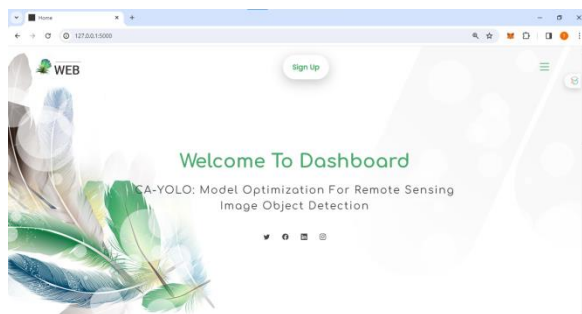 Home
127.0.0.1:5000
WEB
Sign Up
Welcome To Dashboard
CA-YOLO: Model Optimization For Remote Sensing
Image Object Detection